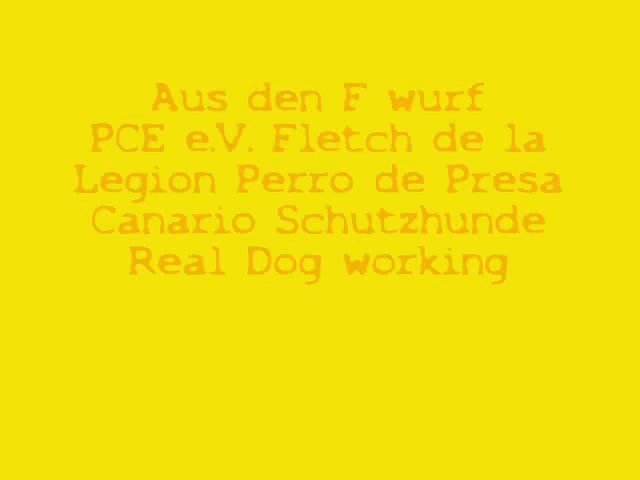 Aus den F wurf
PCE e.V. Fletch de la
Legion Perro de Presa
Canario Schutzhunde
Real Dog working